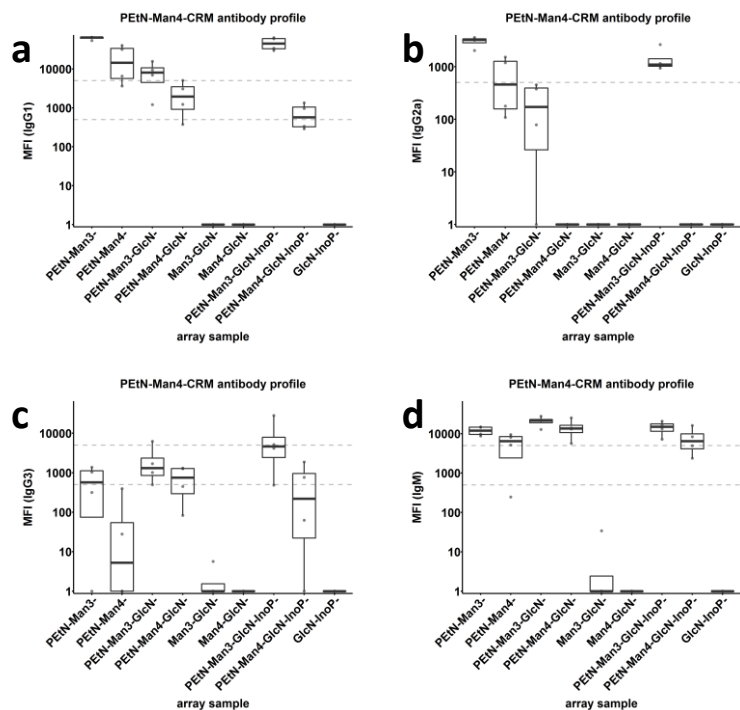 a
PEtN-Man4-CRM antibody profile
MFI (IgG1)
10000
1000
100
10
1
PEtN-Man3-
PEtN-Man4-
PEtN-Man3-GlcN-
PEtN-Man4-GlcN-
Man3-GlcN-
Man4-GlcN-
PEtN-Man3-GlcN-InoP-
PEtN-Man4-GlcN-InoP-
GlcN-InoP-
array sample
b
PEtN-Man4-CRM antibody profile
MFI (IgG2a)
1000
100
10
1
PEtN-Man3-
PEtN-Man4-
PEtN-Man3-GlcN-
PEtN-Man4-GlcN-
Man3-GlcN-
Man4-GlcN-
PEtN-Man3-GlcN-InoP-
PEtN-Man4-GlcN-InoP-
GlcN-InoP-
array sample
c
PEtN-Man4-CRM antibody profile
MFI (IgG3)
10000
1000
100
10
1
PEtN-Man3-
PEtN-Man4-
PEtN-Man3-GlcN-
PEtN-Man4-GlcN-
Man3-GlcN-
Man4-GlcN-
PEtN-Man3-GlcN-InoP-
PEtN-Man4-GlcN-InoP-
GlcN-InoP-
array sample
d
PEtN-Man4-CRM antibody profile
MFI (IgM)
10000
1000
100
10
1
PEtN-Man3-
PEtN-Man4-
PEtN-Man3-GlcN-
PEtN-Man4-GlcN-
Man3-GlcN-
Man4-GlcN-
PEtN-Man3-GlcN-InoP-
PEtN-Man4-GlcN-InoP-
GlcN-InoP-
array sample